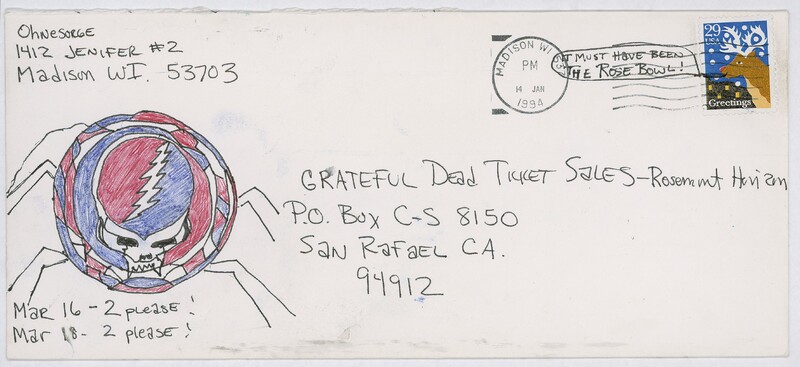 Ohnesorge
1412 JENIFER #2
Madison WI. 53703
MADISON WI 537
PM
14 JAN
1994
IT MUST HAVE BEEN
THE ROSE BOWL!
29
USA
Greetings
GRATEFUL Dead TICKET SALES-Rosemont Horizon
P.O. Box C-S 8150
SAN RAFAEL CA.
94912
Mar 16 - 2 please!
Mar 18 - 2 please!